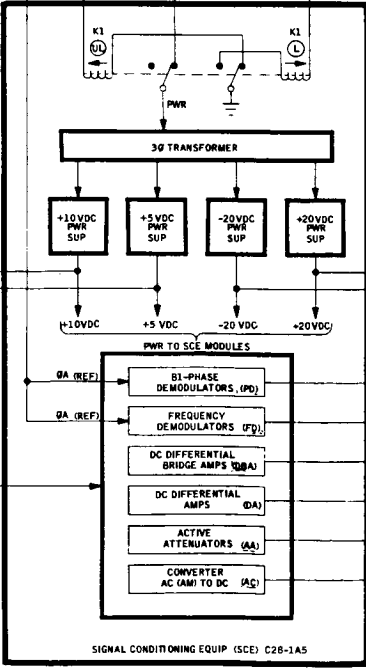 K1
UL
K1
L
PWR
3Ø TRANSFORMER
+10VDC
PWR
SUP
+5VDC
PWR
SUP
-20VDC
PWR
SUP
+20VDC
PWR
SUP
+10VDC
+5 VDC
-20 VDC
+20VDC
PWR TO SCE MODULES
ØA (REF)
BI-PHASE
DEMODULATORS, (PD)
ØA (REF)
FREQUENCY
DEMODULATORS (FD)
DC DIFFERENTIAL
BRIDGE AMPS (DBA)
DC DIFFERENTIAL
AMPS (DA)
ACTIVE
ATTENUATORS (AA)
CONVERTER
AC (AM) TO DC (AC)
SIGNAL CONDITIONING EQUIP (SCE) C28-1A5